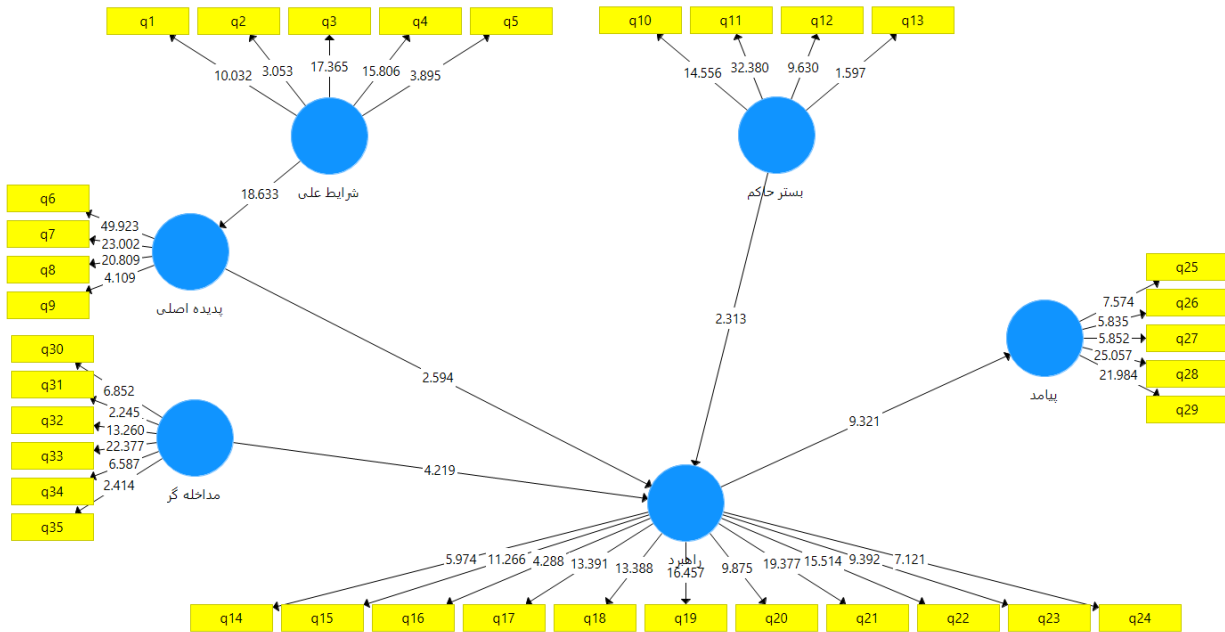 q1 q2 q3 q4 q5
10.032 3.053 17.365 15.806 3.895
شرایط علی
q10 q11 q12 q13
14.556 32.380 9.630 1.597
بستر حاکم
18.633
q6
q7
q8
q9
49.923
23.002
20.809
4.109
پدیده اصلی
2.313
2.594
q30
q31
q32
q33
q34
q35
6.852
2.245
13.260
22.377
6.587
2.414
مداخله گر
4.219
9.321
q25
q26
q27
q28
q29
7.574
5.835
5.852
25.057
21.984
پیامد
راهبرد
5.974 11.266 4.288 13.391 13.388 16.457 9.875 19.377 15.514 9.392 7.121
q14 q15 q16 q17 q18 q19 q20 q21 q22 q23 q24